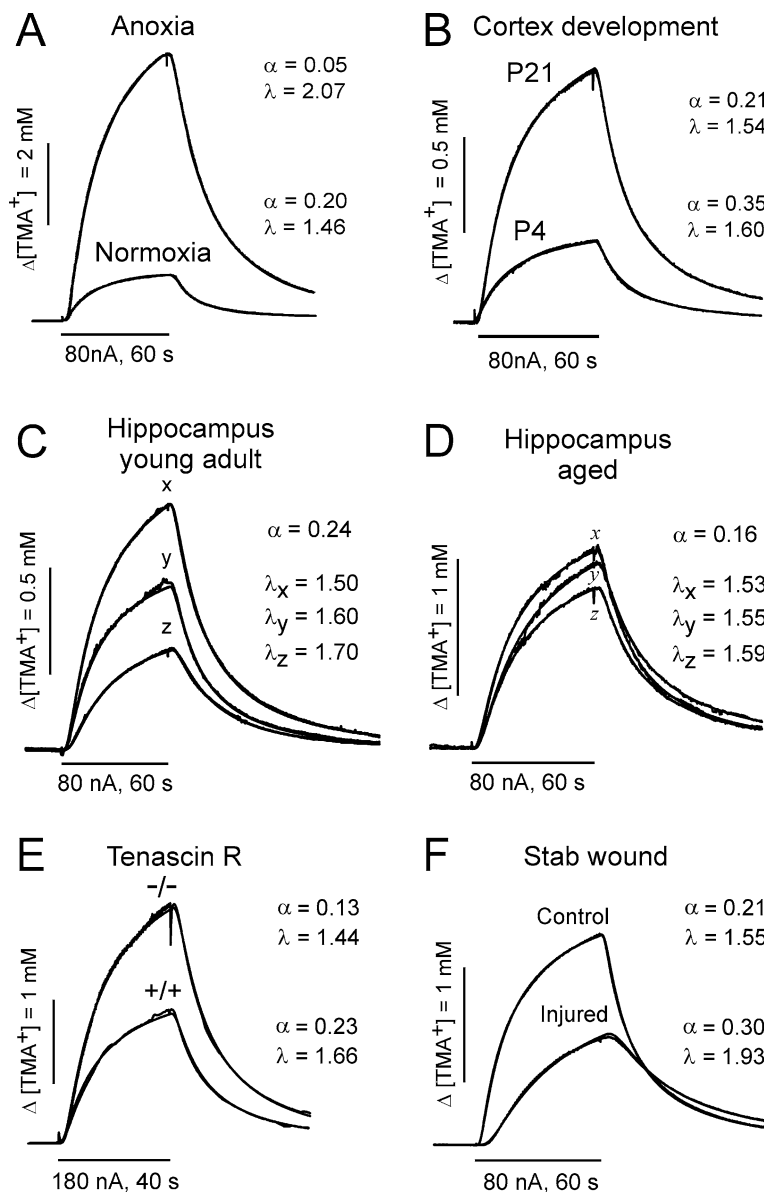 A
Anoxia
α = 0.05
λ = 2.07
Δ[TMA+] = 2 mM
α = 0.20
λ = 1.46
Normoxia
80nA, 60 s
B
Cortex development
P21
α = 0.21
λ = 1.54
Δ [TMA+] = 0.5 mM
α = 0.35
λ = 1.60
P4
80nA, 60 s
C
Hippocampus
young adult
x
y
z
α = 0.24
λx = 1.50
λy = 1.60
λz = 1.70
Δ[TMA+] = 0.5 mM
80 nA, 60 s
D
Hippocampus
aged
x
y
z
α = 0.16
λx = 1.53
λy = 1.55
λz = 1.59
Δ [TMA+] = 1 mM
80 nA, 60 s
E
Tenascin R
–/–
α = 0.13
λ = 1.44
+/+
α = 0.23
λ = 1.66
Δ [TMA+] = 1 mM
180 nA, 40 s
F
Stab wound
Control
α = 0.21
λ = 1.55
Injured
α = 0.30
λ = 1.93
Δ [TMA+] = 1 mM
80 nA, 60 s